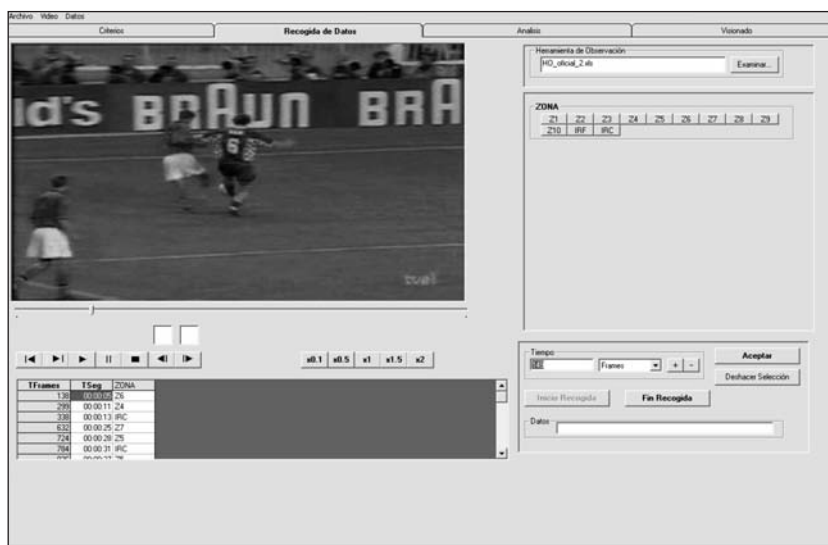 Archivo Video Datos
Criterios Recogida de Datos Analisis Visionado
ld's BRAUN BRA
6
tve1
Herramienta de Observación
HO_oficial_2.xls Examinar...
ZONA
Z1 Z2 Z3 Z4 Z5 Z6 Z7 Z8 Z9
Z10 IRF IRC
x0.1 x0.5 x1 x1.5 x2
TFrames TSeg ZONA
138 00:00:05 Z6
299 00:00:11 Z4
338 00:00:13 IRC
632 00:00:25 Z7
724 00:00:28 Z5
784 00:00:31 IRC
Tiempo
Frames + -
Aceptar
Deshacer Selección
Iniciar Recogida Fin Recogida
Datos